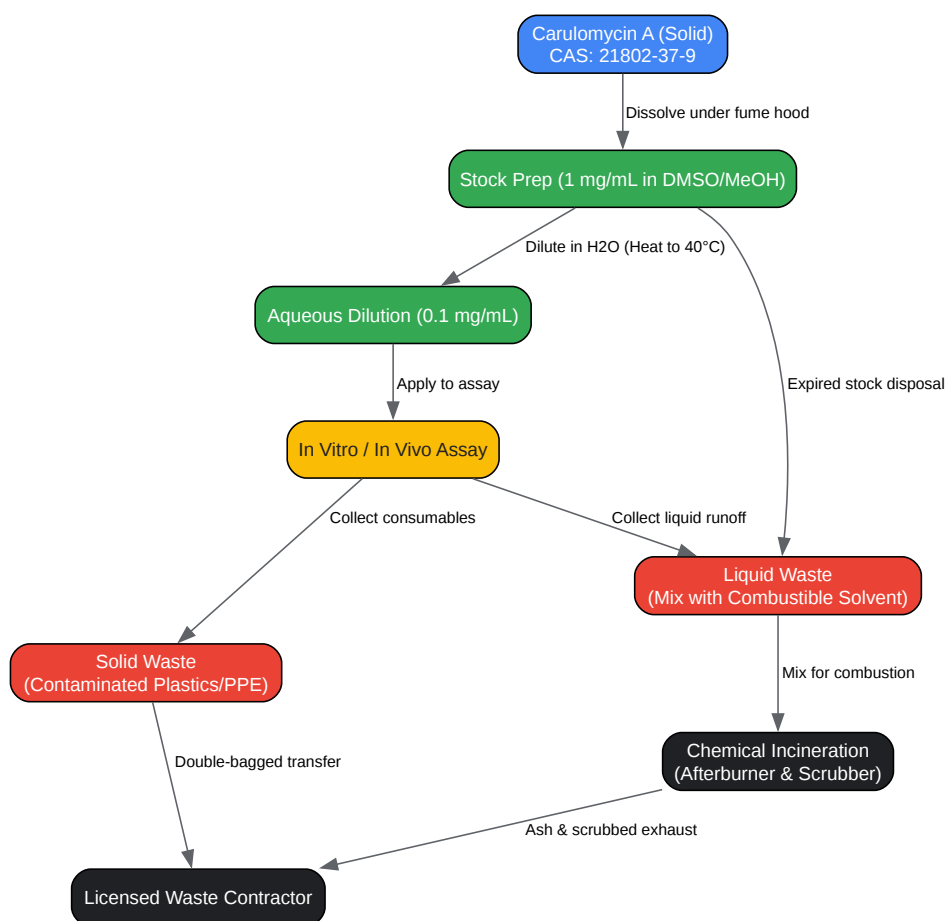 Carulomycin A (Solid)
CAS: 21802-37-9
Dissolve under fume hood
Stock Prep (1 mg/mL in DMSO/MeOH)
Dilute in H2O (Heat to 40°C)
Aqueous Dilution (0.1 mg/mL)
Apply to assay
Expired stock disposal
In Vitro / In Vivo Assay
Collect consumables
Collect liquid runoff
Liquid Waste
(Mix with Combustible Solvent)
Solid Waste
(Contaminated Plastics/PPE)
Mix for combustion
Double-bagged transfer
Chemical Incineration
(Afterburner & Scrubber)
Ash & scrubbed exhaust
Licensed Waste Contractor